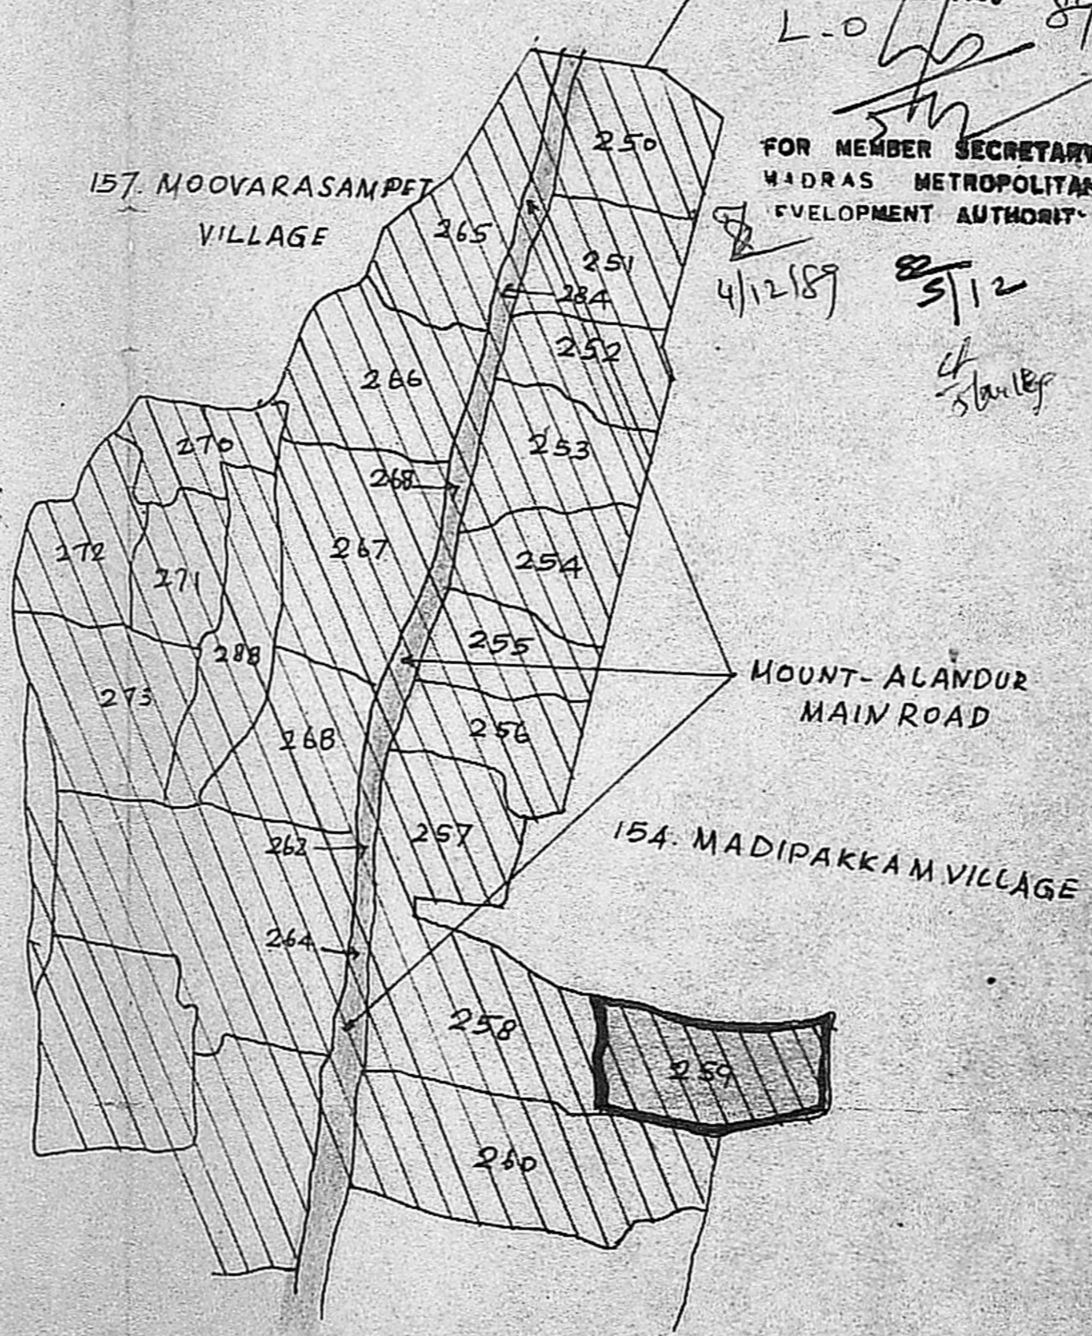 L-0
FOR MEMBER SECRETARY
MADRAS METROPOLITAN
EVELOPMENT AUTHORITY
4/12/89
5/12
157. MOOVARASAMPET
VILLAGE
250
265
251
284
252
266
270
253
268
272
271
267
254
255
288
273
256
268
MOUNT-ALANDUR
MAIN ROAD
257
262
154. MADIPAKKAM VILLAGE
264
258
259
260